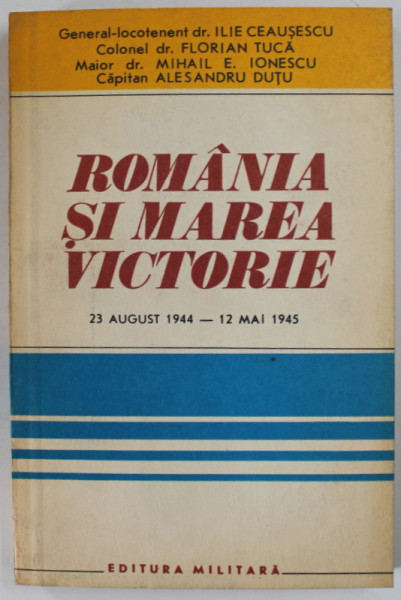 General-locotenent dr. ILIE CEAUȘESCU
Colonel dr. FLORIAN TUCĂ
Maior dr. MIHAIL E. IONESCU
Căpitan ALESANDRU DUȚU
ROMÂNIA
ȘI MAREA
VICTORIE
23 AUGUST 1944 — 12 MAI 1945
EDITURA MILITARĂ